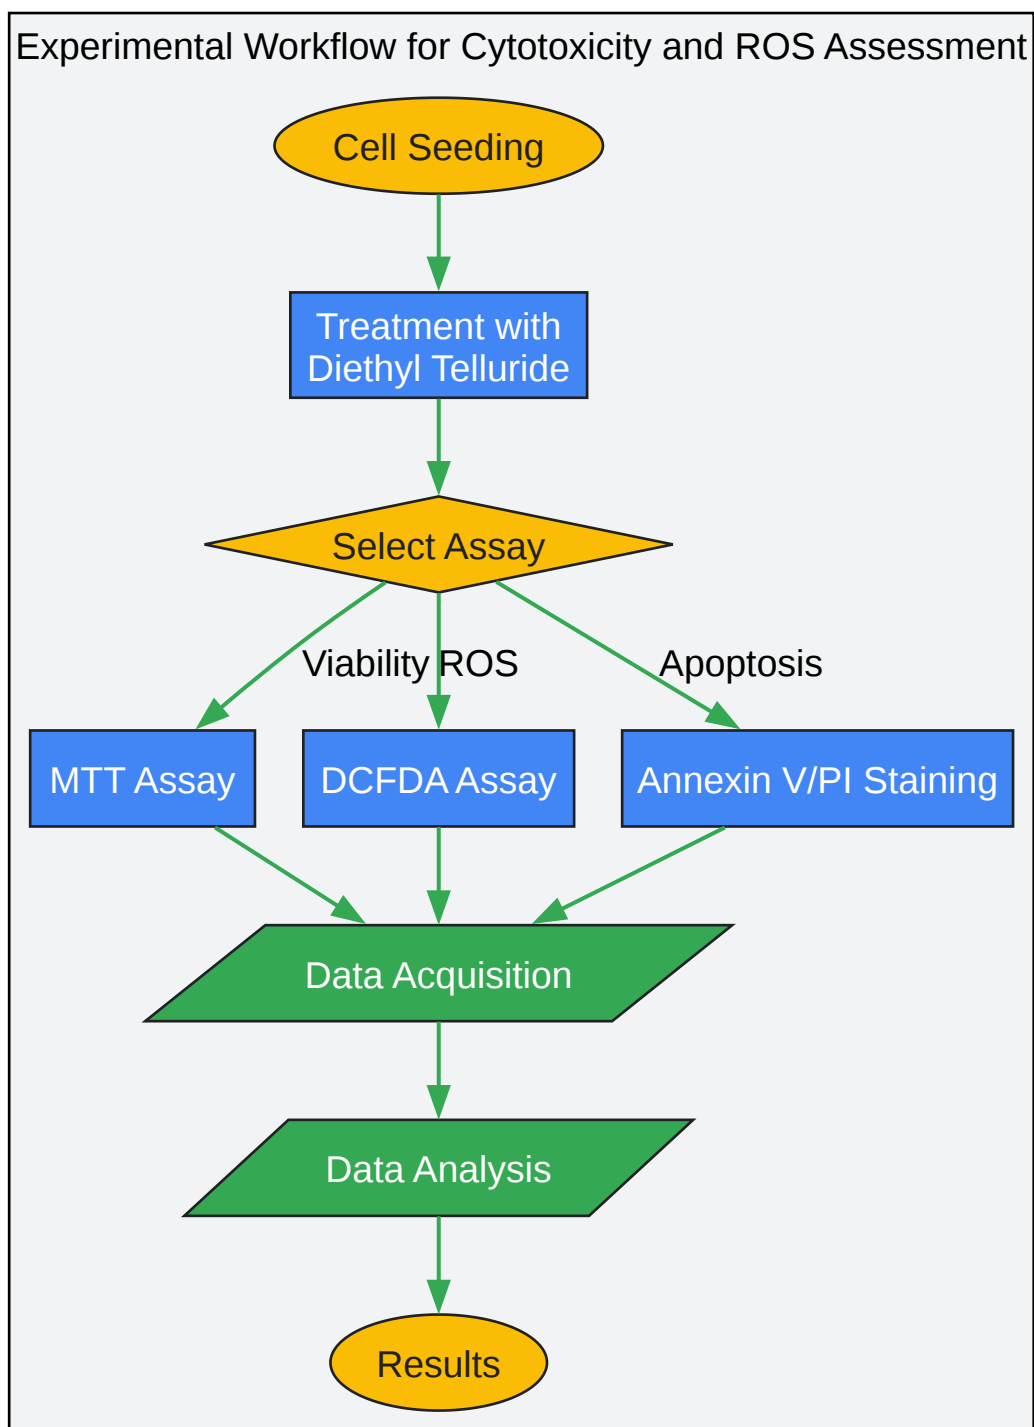 Experimental Workflow for Cytotoxicity and ROS Assessment
Cell Seeding
Treatment with
Diethyl Telluride
Select Assay
Viability
ROS
Apoptosis
MTT Assay
DCFDA Assay
Annexin V/PI Staining
Data Acquisition
Data Analysis
Results